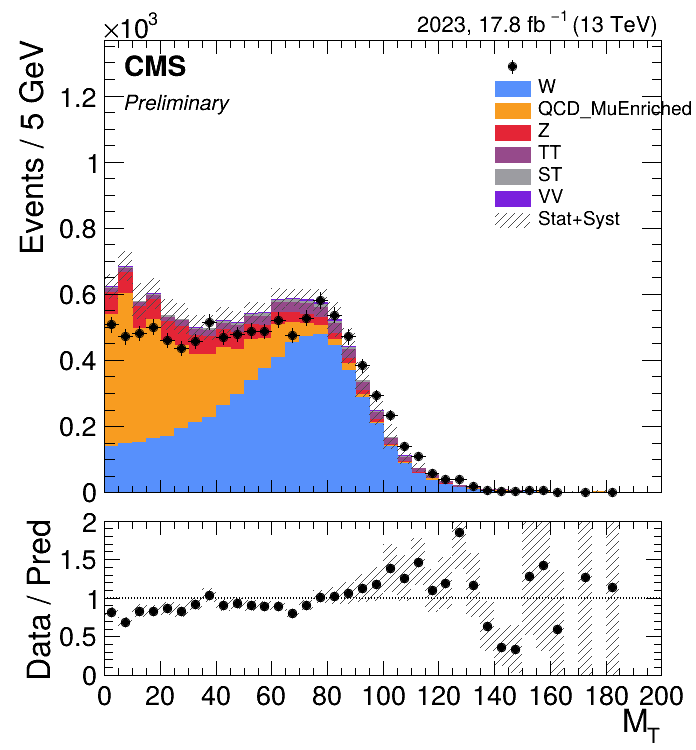 ×10³
2023, 17.8 fb⁻¹ (13 TeV)
CMS
Preliminary
W
QCD_MuEnriched
Z
TT
ST
VV
Stat+Syst
Events / 5 GeV
1.2
1
0.8
0.6
0.4
0.2
0
Data / Pred
2
1.5
1
0.5
0
0 20 40 60 80 100 120 140 160 180 200
M_T